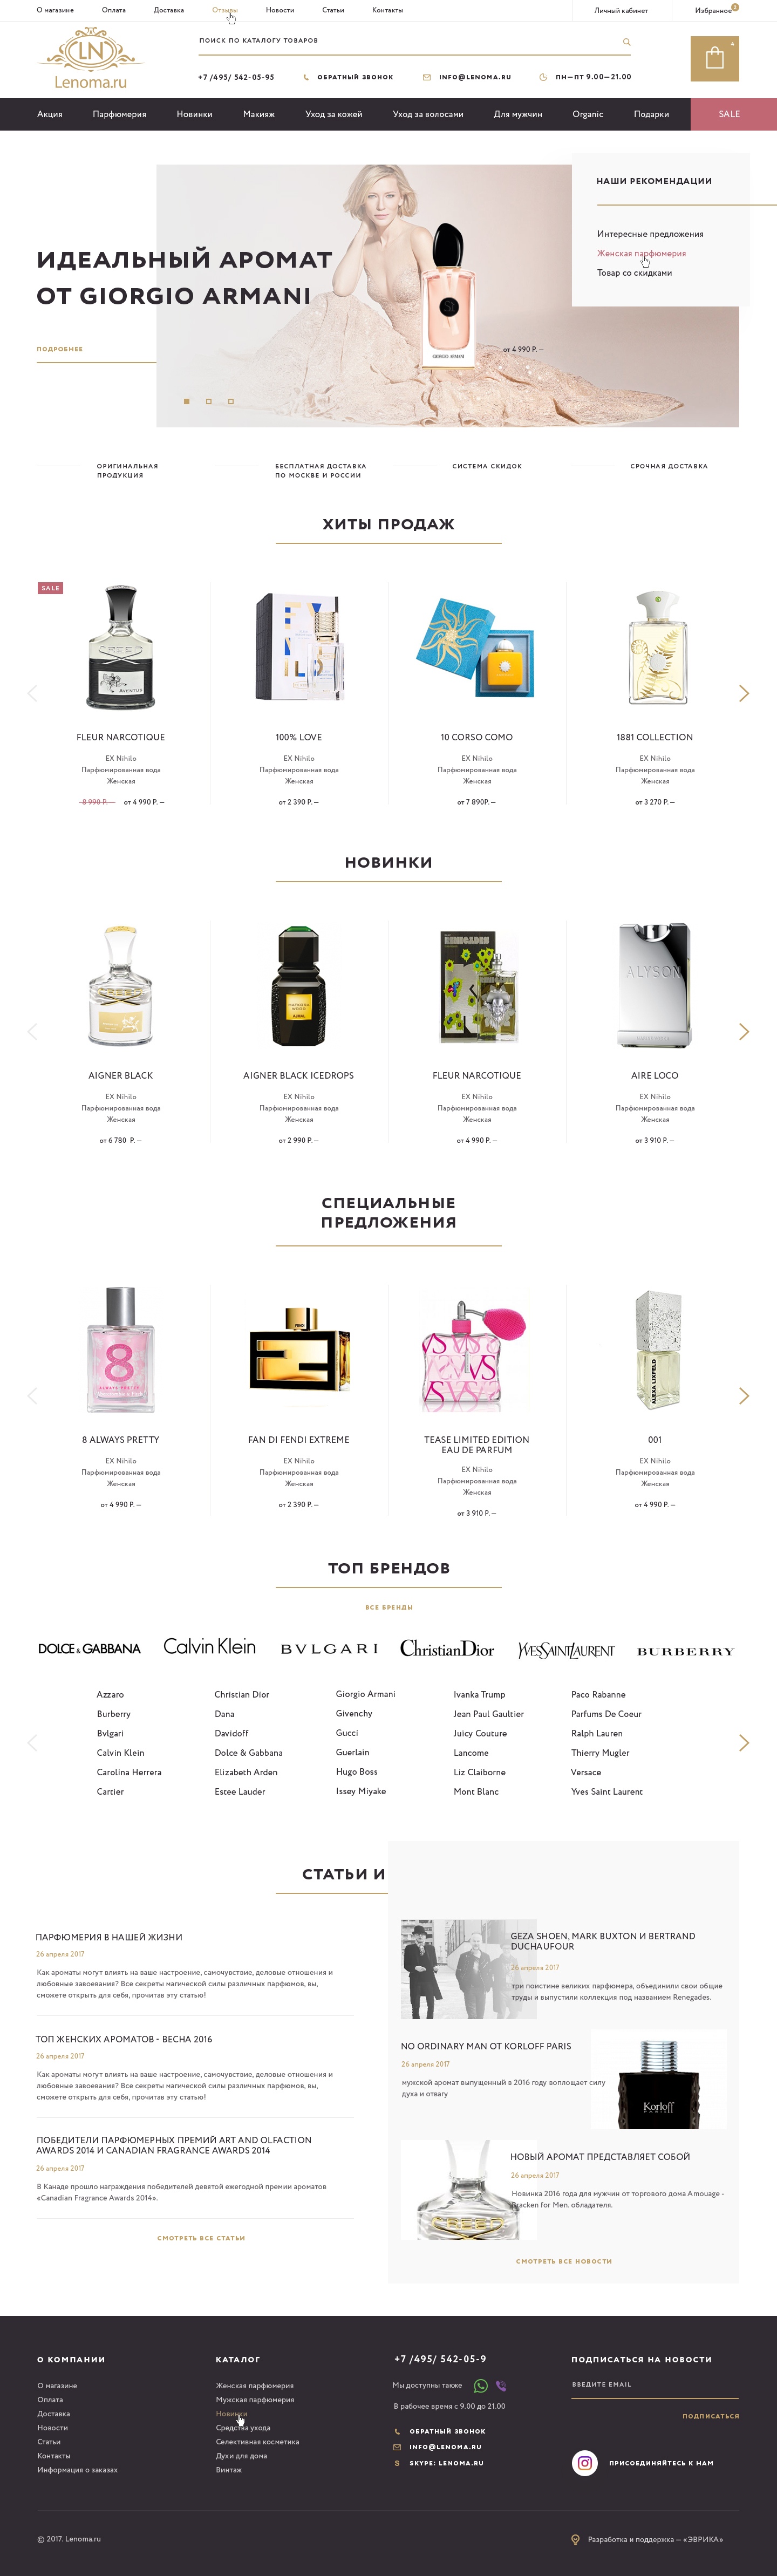 О магазине Оплата Доставка Отзывы Новости Статьи Контакты Личный кабинет Избранное 2
ПОИСК ПО КАТАЛОГУ ТОВАРОВ
LN
Lenoma.ru
+7 /495/ 542-05-95 ОБРАТНЫЙ ЗВОНОК INFO@LENOMA.RU ПН—ПТ 9.00—21.00
Акция Парфюмерия Новинки Макияж Уход за кожей Уход за волосами Для мужчин Organic Подарки SALE
НАШИ РЕКОМЕНДАЦИИ
Интересные предложения
Женская парфюмерия
Товар со скидками
ИДЕАЛЬНЫЙ АРОМАТ
ОТ GIORGIO ARMANI
Sì
GIORGIO ARMANI
ПОДРОБНЕЕ
от 4 990 Р. —
ОРИГИНАЛЬНАЯ
ПРОДУКЦИЯ
БЕСПЛАТНАЯ ДОСТАВКА
ПО МОСКВЕ И РОССИИ
СИСТЕМА СКИДОК
СРОЧНАЯ ДОСТАВКА
ХИТЫ ПРОДАЖ
SALE
CREED
AVENTUS
FLEUR NARCOTIQUE
EX Nihilo
Парфюмированная вода
Женская
8 990 Р. — от 4 990 Р. —
100% LOVE
EX Nihilo
Парфюмированная вода
Женская
от 2 390 Р. —
10 CORSO COMO
EX Nihilo
Парфюмированная вода
Женская
от 7 890Р. —
1881 COLLECTION
EX Nihilo
Парфюмированная вода
Женская
от 3 270 Р. —
НОВИНКИ
CREED
AIGNER BLACK
EX Nihilo
Парфюмированная вода
Женская
от 6 780 Р. —
AJMAL
AIGNER BLACK ICEDROPS
EX Nihilo
Парфюмированная вода
Женская
от 2 990 Р. —
RENEGADES
FLEUR NARCOTIQUE
EX Nihilo
Парфюмированная вода
Женская
от 4 990 Р. —
ALYSON
AIRE LOCO
EX Nihilo
Парфюмированная вода
Женская
от 3 910 Р. —
СПЕЦИАЛЬНЫЕ
ПРЕДЛОЖЕНИЯ
8
ALWAYS PRETTY
8 ALWAYS PRETTY
EX Nihilo
Парфюмированная вода
Женская
от 4 990 Р. —
FENDI
FAN DI FENDI EXTREME
EX Nihilo
Парфюмированная вода
Женская
от 2 390 Р. —
VS
TEASE LIMITED EDITION
EAU DE PARFUM
EX Nihilo
Парфюмированная вода
Женская
от 3 910 Р. —
ALEXA LIXFELD
001
EX Nihilo
Парфюмированная вода
Женская
от 4 990 Р. —
ТОП БРЕНДОВ
ВСЕ БРЕНДЫ
DOLCE & GABBANA Calvin Klein BVLGARI Christian Dior YVES SAINT LAURENT BURBERRY
Azzaro
Burberry
Bvlgari
Calvin Klein
Carolina Herrera
Cartier
Christian Dior
Dana
Davidoff
Dolce & Gabbana
Elizabeth Arden
Estee Lauder
Giorgio Armani
Givenchy
Gucci
Guerlain
Hugo Boss
Issey Miyake
Ivanka Trump
Jean Paul Gaultier
Juicy Couture
Lancome
Liz Claiborne
Mont Blanc
Paco Rabanne
Parfums De Coeur
Ralph Lauren
Thierry Mugler
Versace
Yves Saint Laurent
СТАТЬИ И
ПАРФЮМЕРИЯ В НАШЕЙ ЖИЗНИ
26 апреля 2017
Как ароматы могут влиять на ваше настроение, самочувствие, деловые отношения и
любовные завоевания? Все секреты магической силы различных парфюмов, вы,
сможете открыть для себя, прочитав эту статью!
ТОП ЖЕНСКИХ АРОМАТОВ - ВЕСНА 2016
26 апреля 2017
Как ароматы могут влиять на ваше настроение, самочувствие, деловые отношения и
любовные завоевания? Все секреты магической силы различных парфюмов, вы,
сможете открыть для себя, прочитав эту статью!
ПОБЕДИТЕЛИ ПАРФЮМЕРНЫХ ПРЕМИЙ ART AND OLFACTION
AWARDS 2014 И CANADIAN FRAGRANCE AWARDS 2014
26 апреля 2017
В Канаде прошло награждения победителей девятой ежегодной премии ароматов
«Canadian Fragrance Awards 2014».
СМОТРЕТЬ ВСЕ СТАТЬИ
GEZA SHOEN, MARK BUXTON И BERTRAND
DUCHAUFOUR
26 апреля 2017
три поистине великих парфюмера, объединили свои общие
труды и выпустили коллекция под названием Renegades.
NO ORDINARY MAN ОТ KORLOFF PARIS
26 апреля 2017
мужской аромат выпущенный в 2016 году воплощает силу
духа и отвагу
Korloff
PARIS
НОВЫЙ АРОМАТ ПРЕДСТАВЛЯЕТ СОБОЙ
26 апреля 2017
Новинка 2016 года для мужчин от торгового дома Amouage -
Bracken for Men. обладателя.
CREED
СМОТРЕТЬ ВСЕ НОВОСТИ
О КОМПАНИИ
О магазине
Оплата
Доставка
Новости
Статьи
Контакты
Информация о заказах
КАТАЛОГ
Женская парфюмерия
Мужская парфюмерия
Новинки
Средства ухода
Селективная косметика
Духи для дома
Винтаж
+7 /495/ 542-05-9
Мы доступны также
В рабочее время с 9.00 до 21.00
ОБРАТНЫЙ ЗВОНОК
INFO@LENOMA.RU
SKYPE: LENOMA.RU
ПОДПИСАТЬСЯ НА НОВОСТИ
ВВЕДИТЕ EMAIL
ПОДПИСАТЬСЯ
ПРИСОЕДИНЯЙТЕСЬ К НАМ
© 2017. Lenoma.ru
Разработка и поддержка — «ЭВРИКА»